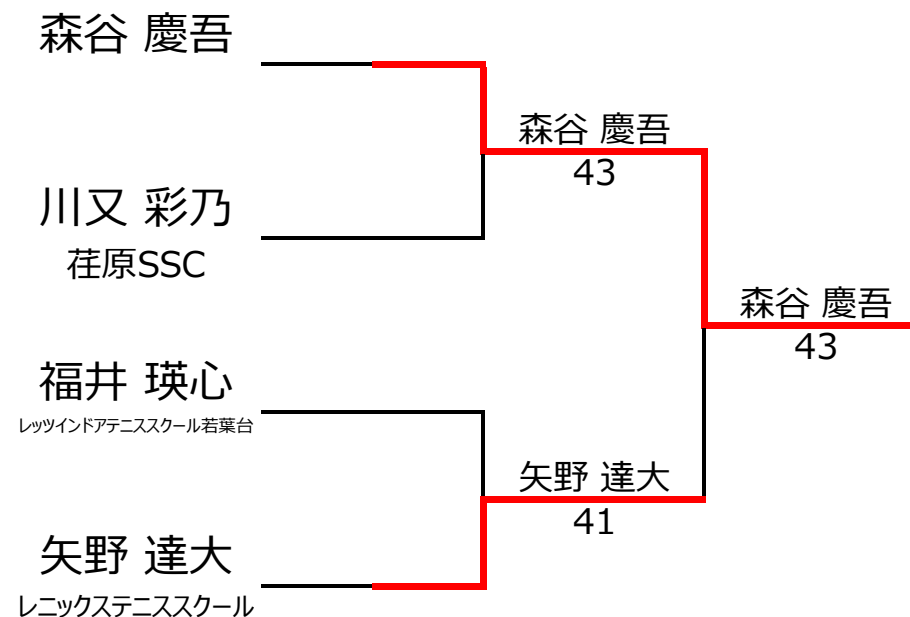 森谷 慶吾
川又 彩乃
荏原SSC
福井 瑛心
レッツインドアテニススクール若葉台
矢野 達大
レニックステニススクール
森谷 慶吾
43
矢野 達大
41
森谷 慶吾
43